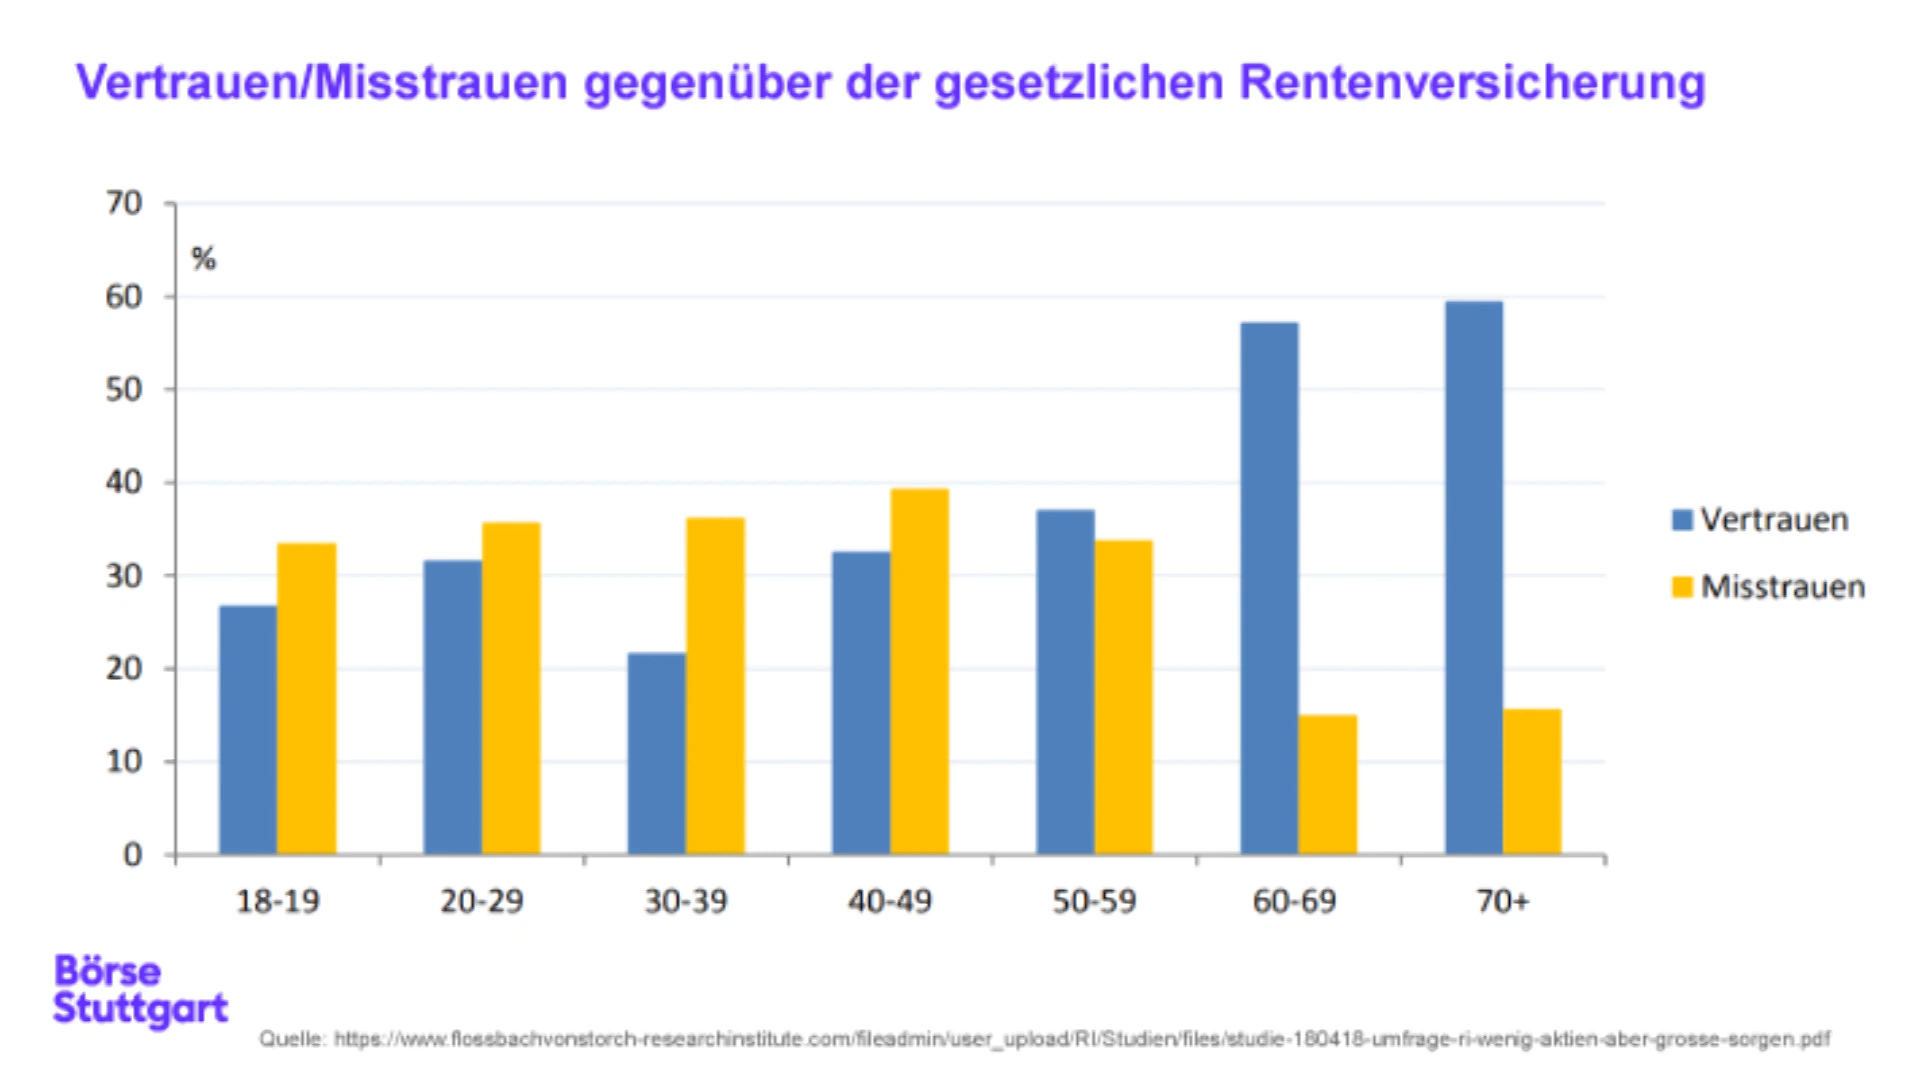 Vertrauen/Misstrauen gegenüber der gesetzlichen Rentenversicherung
70
%
60
50
40
30
20
10
0
18-19 20-29 30-39 40-49 50-59 60-69 70+
Vertrauen
Misstrauen
Börse
Stuttgart
Quelle: https://www.flossbachvonstorch-researchinstitute.com/fileadmin/user_upload/RI/Studien/files/studie-180418-umfrage-ri-wenig-aktien-aber-grosse-sorgen.pdf